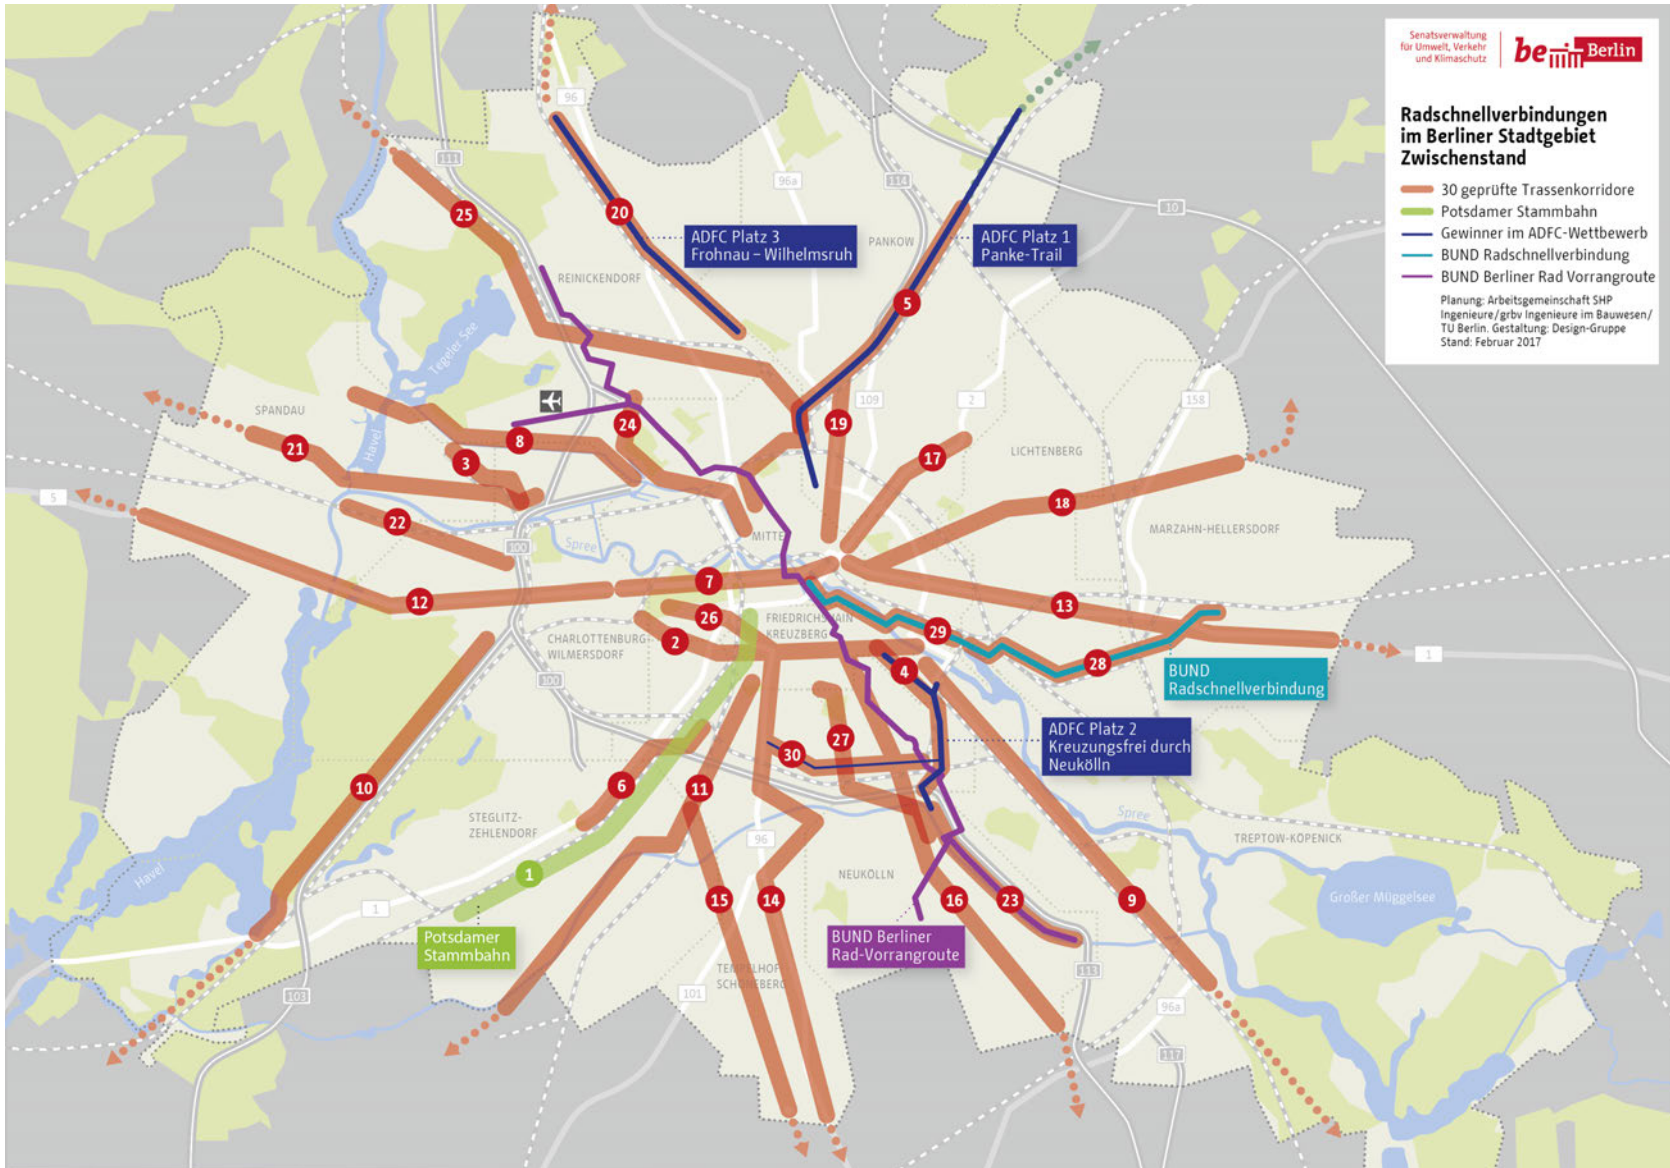 Senatsverwaltung
für Umwelt, Verkehr
und Klimaschutz
be Berlin
Radschnellverbindungen
im Berliner Stadtgebiet
Zwischenstand
30 geprüfte Trassenkorridore
Potsdamer Stammbahn
Gewinner im ADFC-Wettbewerb
BUND Radschnellverbindung
BUND Berliner Rad Vorrangroute
Planung: Arbeitsgemeinschaft SHP
Ingenieure/grbv Ingenieure im Bauwesen/
TU Berlin. Gestaltung: Design-Gruppe
Stand: Februar 2017
96
111
96a
114
10
25
20
ADFC Platz 3
Frohnau – Wilhelmsruh
PANKOW
ADFC Platz 1
Panke-Trail
REINICKENDORF
5
Tegeler See
SPANDAU
109
2
158
21
Havel
8
3
24
19
17
LICHTENBERG
5
22
18
MARZAHN-HELLERSDORF
100
Spree
MITTE
12
7
26
2
13
FRIEDRICHSHAIN
KREUZBERG
29
CHARLOTTENBURG-
WILMERSDORF
28
1
100
4
BUND
Radschnellverbindung
ADFC Platz 2
Kreuzungsfrei durch
Neukölln
27
30
10
6
11
STEGLITZ-
ZEHLENDORF
96
Spree
TREPTOW-KÖPENICK
Havel
1
NEUKÖLLN
Großer Müggelsee
1
15
14
16
23
9
Potsdamer
Stammbahn
BUND Berliner
Rad-Vorrangroute
TEMPELHOF-
SCHÖNEBERG
113
103
101
96a
117